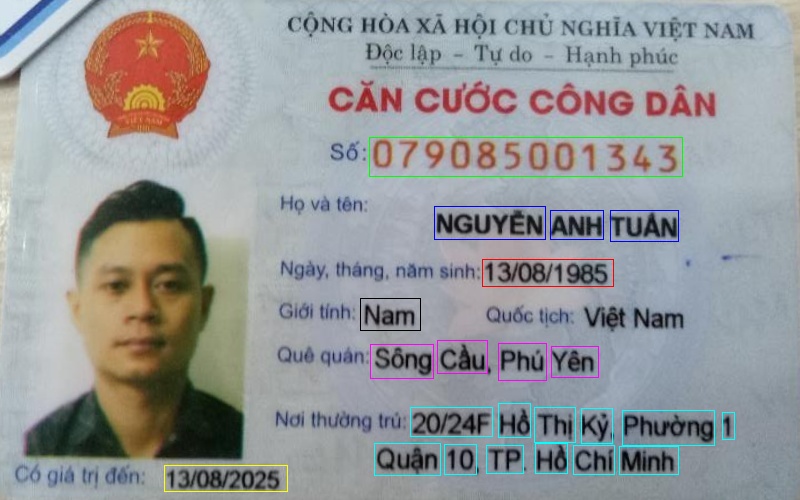 CỘNG HÒA XÃ HỘI CHỦ NGHĨA VIỆT NAM
Độc lập - Tự do - Hạnh phúc
CĂN CƯỚC CÔNG DÂN
Số: 079085001343
Họ và tên:
NGUYỄN ANH TUẤN
Ngày, tháng, năm sinh: 13/08/1985
Giới tính: Nam Quốc tịch: Việt Nam
Quê quán: Sông Cầu, Phú Yên
Nơi thường trú: 20/24F Hồ Thị Kỷ, Phường 1
Quận 10, TP. Hồ Chí Minh
Có giá trị đến: 13/08/2025